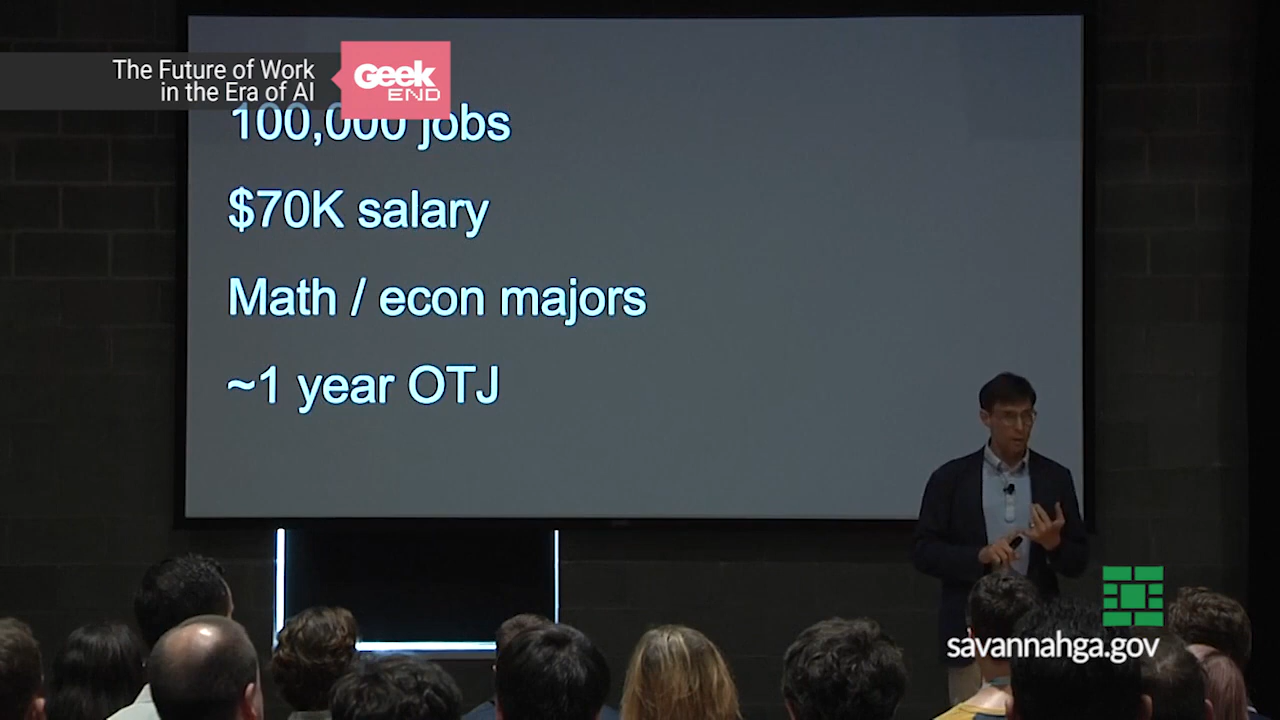 The Future of Work
in the Era of AI
Geek
END
100,000 jobs
$70K salary
Math / econ majors
~1 year OTJ
savannahga.gov